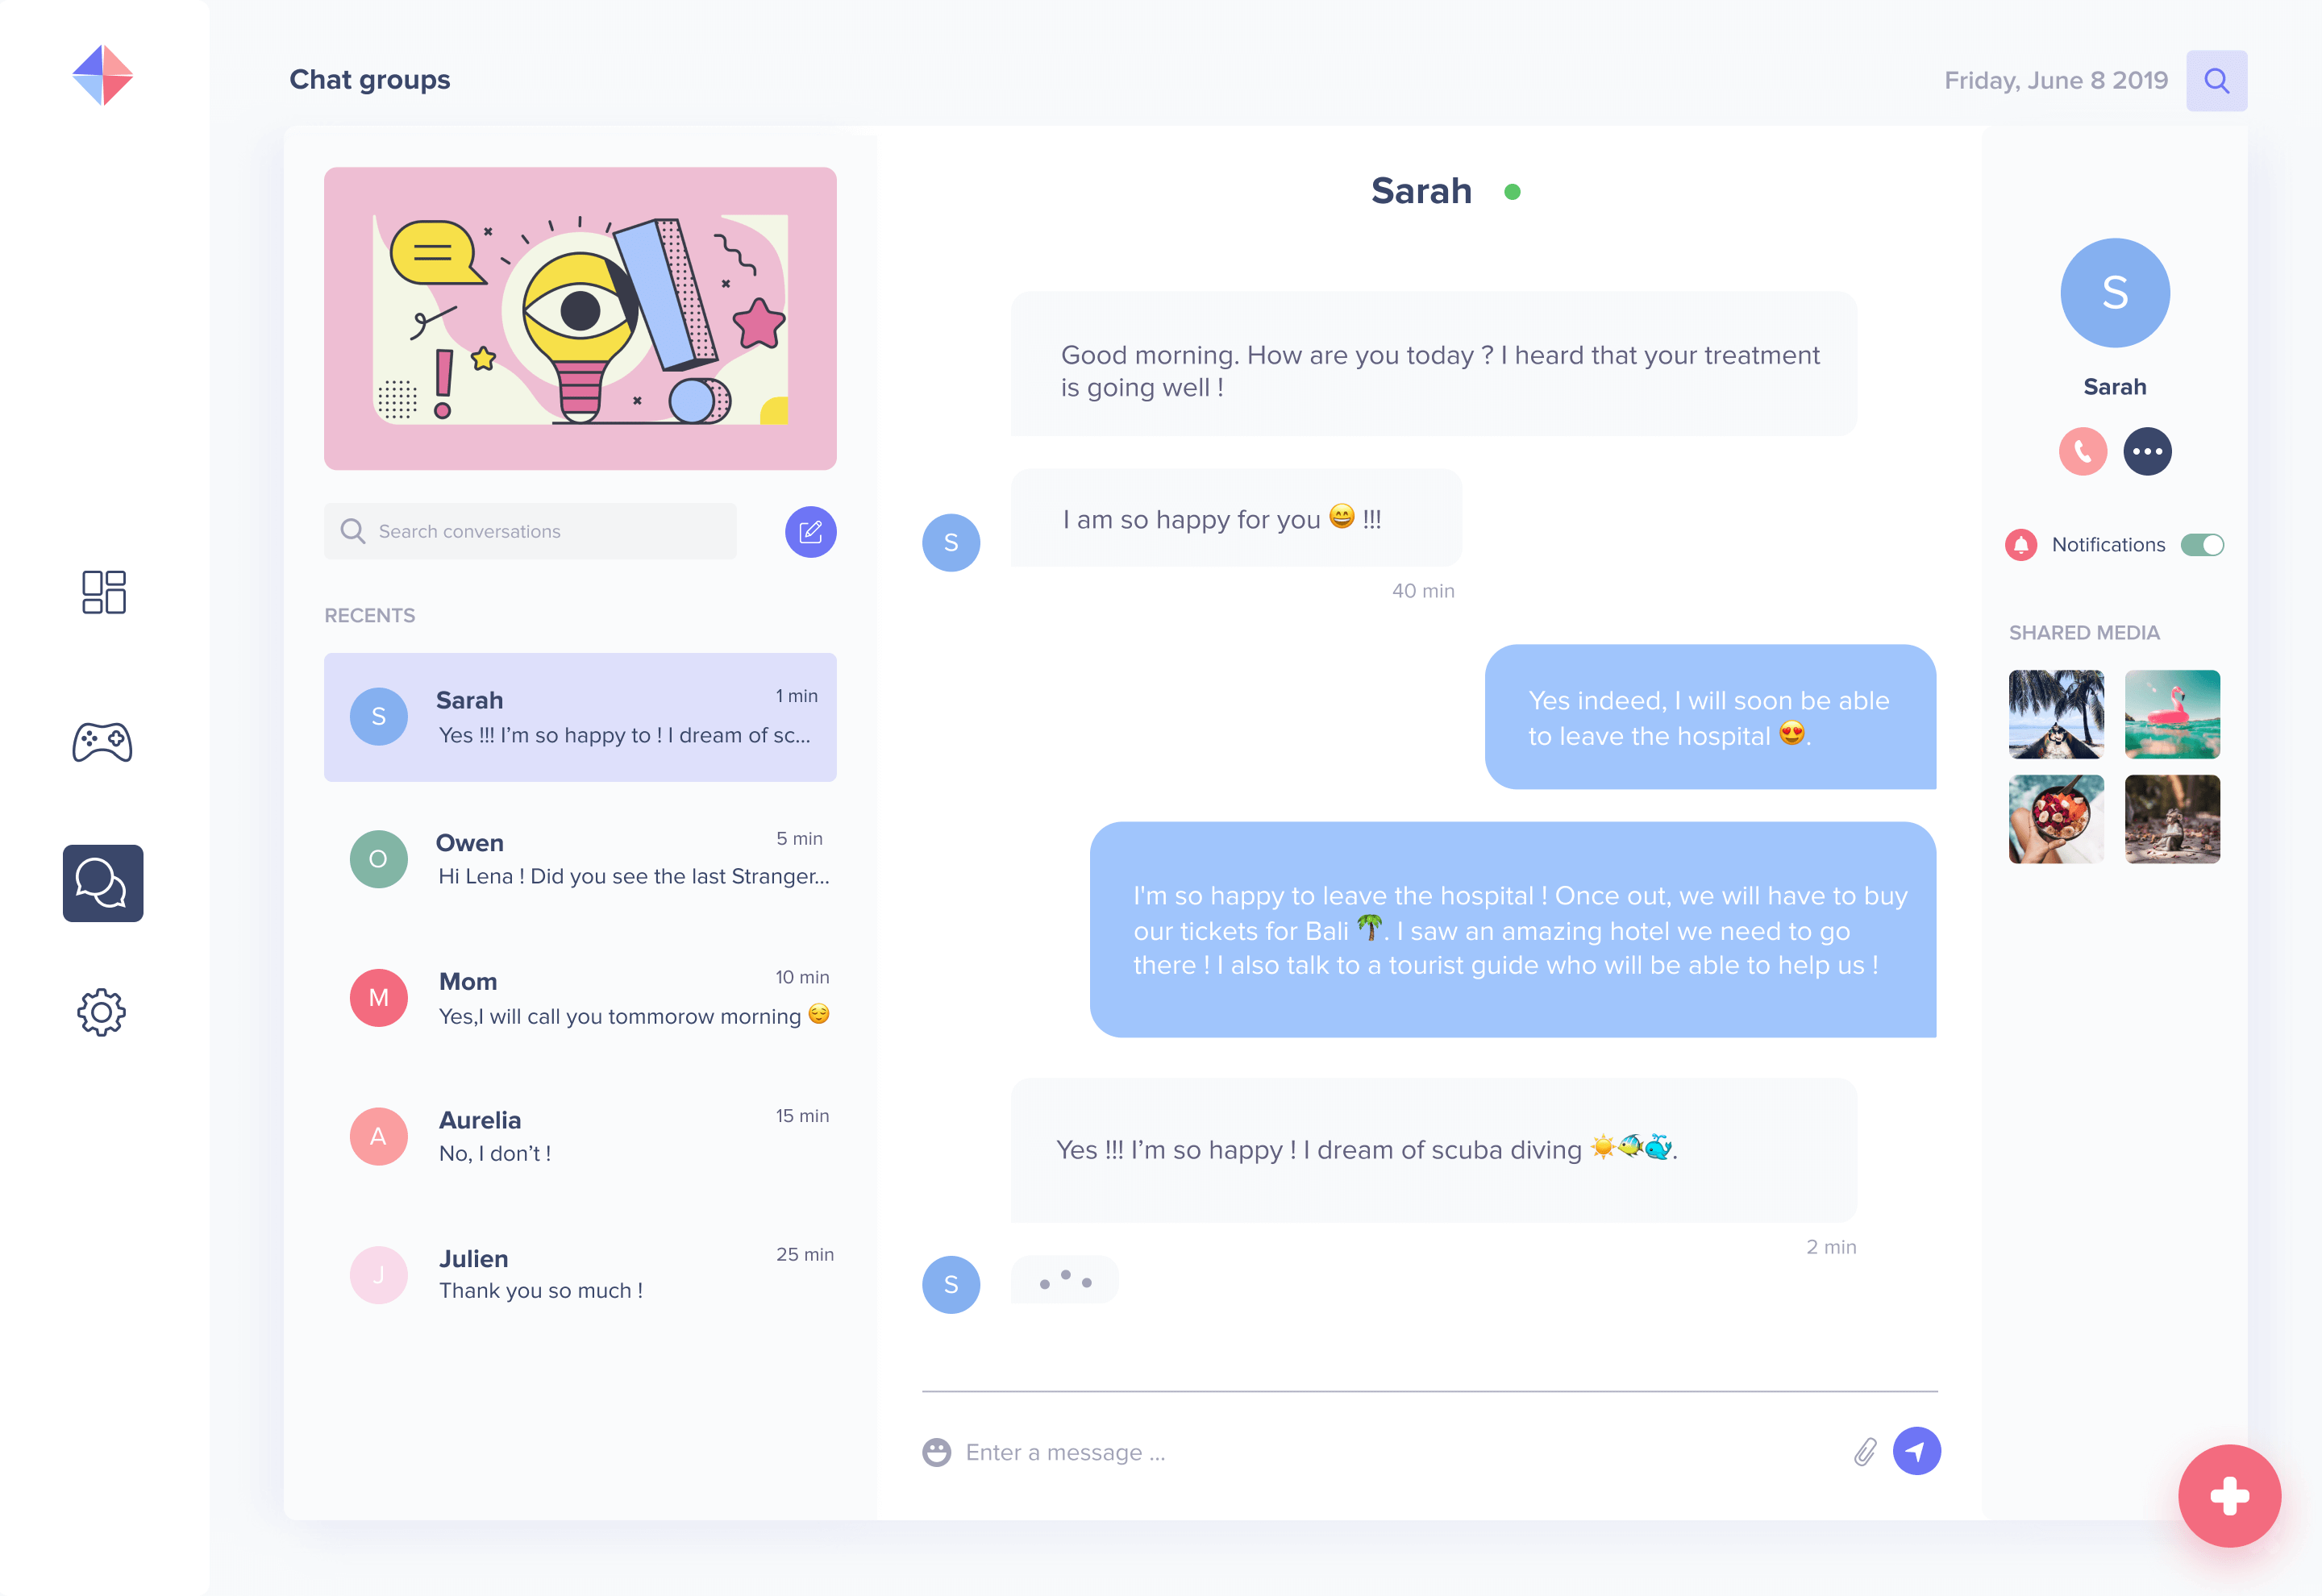 Chat groups
Friday, June 8 2019
Search conversations
RECENTS
S
Sarah
1 min
Yes !!! I’m so happy to ! I dream of sc...
O
Owen
5 min
Hi Lena ! Did you see the last Stranger...
M
Mom
10 min
Yes,I will call you tommorow morning 😌
A
Aurelia
15 min
No, I don’t !
J
Julien
25 min
Thank you so much !
Sarah
Good morning. How are you today ? I heard that your treatment
is going well !
S
I am so happy for you 😄 !!!
40 min
Yes indeed, I will soon be able
to leave the hospital 😍.
I'm so happy to leave the hospital ! Once out, we will have to buy
our tickets for Bali 🌴. I saw an amazing hotel we need to go
there ! I also talk to a tourist guide who will be able to help us !
Yes !!! I’m so happy ! I dream of scuba diving ☀️🐠🐳.
2 min
S
Enter a message ...
S
Sarah
Notifications
SHARED MEDIA